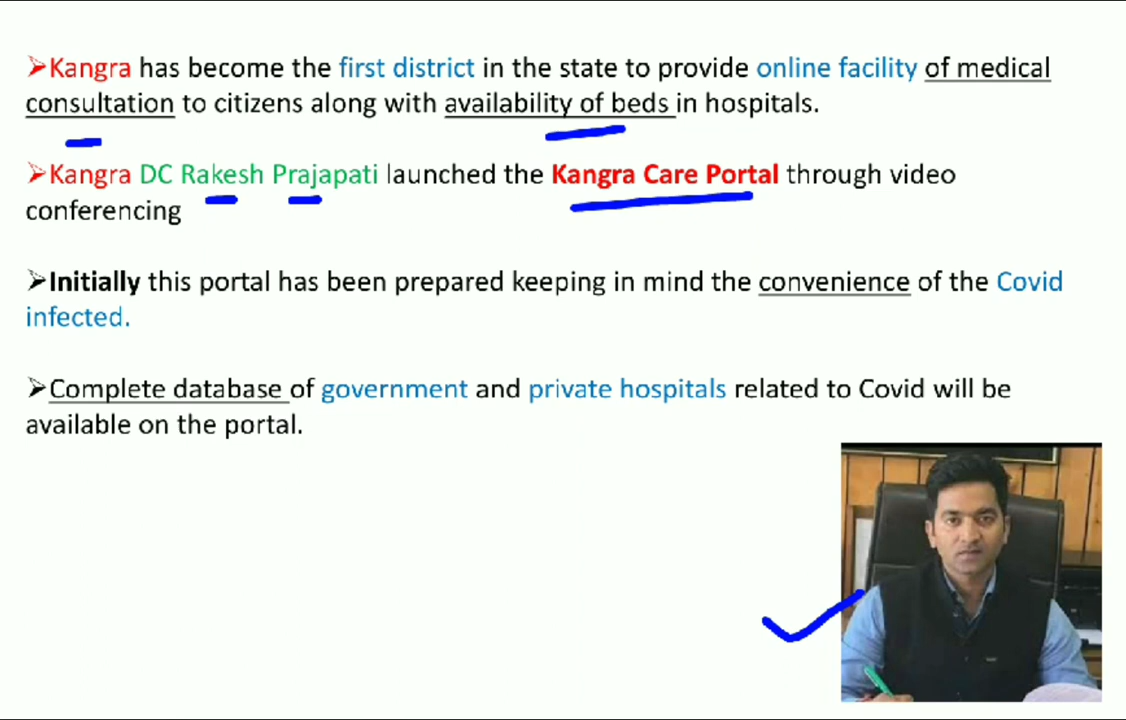 ➢Kangra has become the first district in the state to provide online facility of medical
consultation to citizens along with availability of beds in hospitals.
➢Kangra DC Rakesh Prajapati launched the Kangra Care Portal through video
conferencing
➢Initially this portal has been prepared keeping in mind the convenience of the Covid
infected.
➢Complete database of government and private hospitals related to Covid will be
available on the portal.